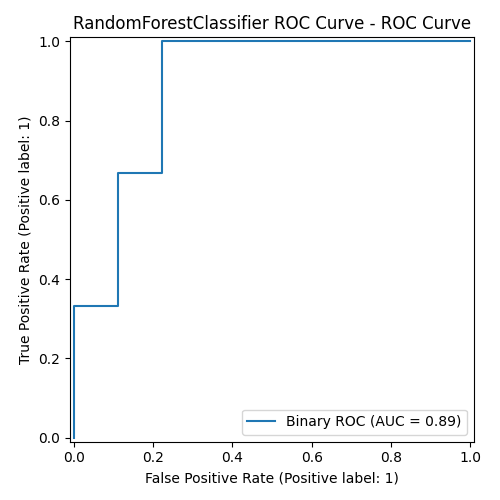 RandomForestClassifier ROC Curve - ROC Curve
1.0
0.8
0.6
0.4
0.2
0.0
True Positive Rate (Positive label: 1)
Binary ROC (AUC = 0.89)
0.0 0.2 0.4 0.6 0.8 1.0
False Positive Rate (Positive label: 1)